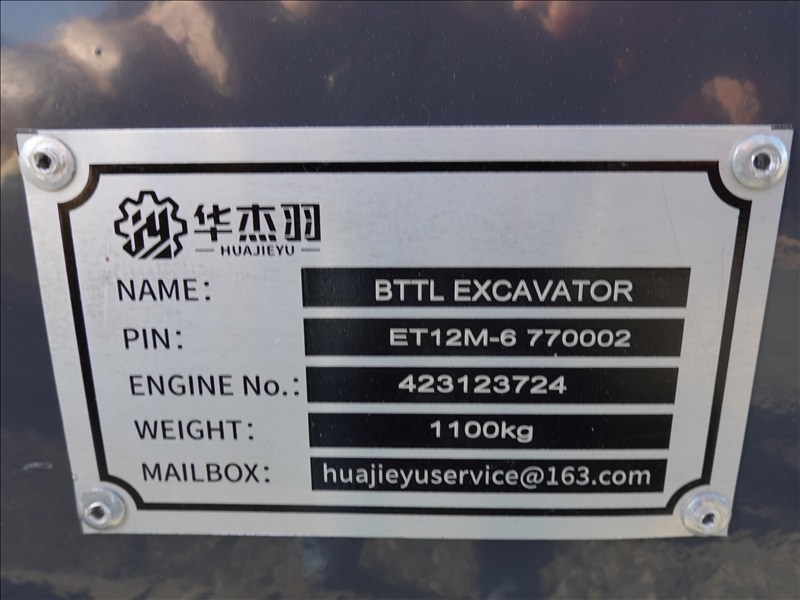 华杰羽
HUAJIEYU
NAME: BTTL EXCAVATOR
PIN: ET12M-6 770002
ENGINE No.: 423123724
WEIGHT: 1100kg
MAILBOX: huajieyuservice@163.com